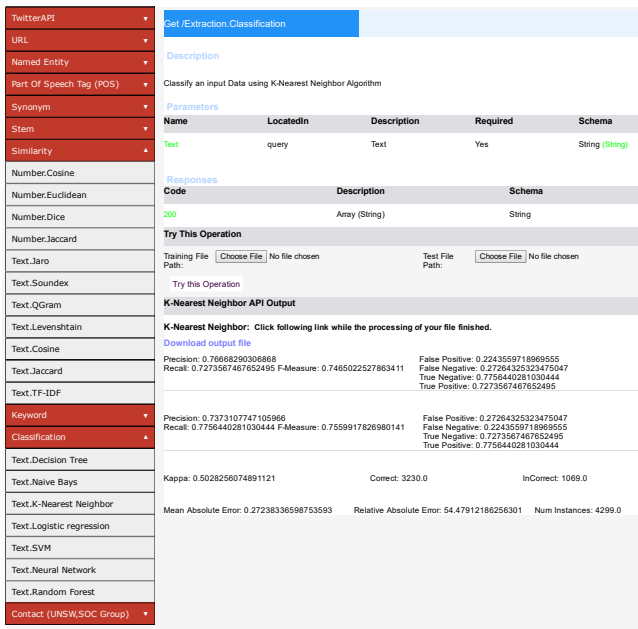 TwitterAPI
URL
Named Entity
Part Of Speech Tag (POS)
Synonym
Stem
Similarity
Number.Cosine
Number.Euclidean
Number.Dice
Number.Jaccard
Text.Jaro
Text.Soundex
Text.QGram
Text.Levenshtain
Text.Cosine
Text.Jaccard
Text.TF-IDF
Keyword
Classification
Text.Decision Tree
Text.Naive Bays
Text.K-Nearest Neighbor
Text.Logistic regression
Text.SVM
Text.Neural Network
Text.Random Forest
Contact (UNSW,SOC Group)
Get /Extraction.Classification
Description
Classify an input Data using K-Nearest Neighbor Algorithm
Parameters
Name LocatedIn Description Required Schema
Text query Text Yes String (String)
Responses
Code Description Schema
200 Array (String) String
Try This Operation
Training File Path: Choose File No file chosen Test File Path: Choose File No file chosen
Try this Operation
K-Nearest Neighbor API Output
K-Nearest Neighbor: Click following link while the processing of your file finished.
Download output file
Precision: 0.76668290306868
Recall: 0.7273567467652495 F-Measure: 0.7465022527863411
False Positive: 0.2243559718969555
False Negative: 0.27264325323475047
True Negative: 0.7756440281030444
True Positive: 0.7273567467652495
Precision: 0.7373107747105966
Recall: 0.7756440281030444 F-Measure: 0.7559917826980141
False Positive: 0.27264325323475047
False Negative: 0.2243559718969555
True Negative: 0.7273567467652495
True Positive: 0.7756440281030444
Kappa: 0.5028256074891121 Correct: 3230.0 InCorrect: 1069.0
Mean Absolute Error: 0.27238336598753593 Relative Absolute Error: 54.47912186256301 Num Instances: 4299.0